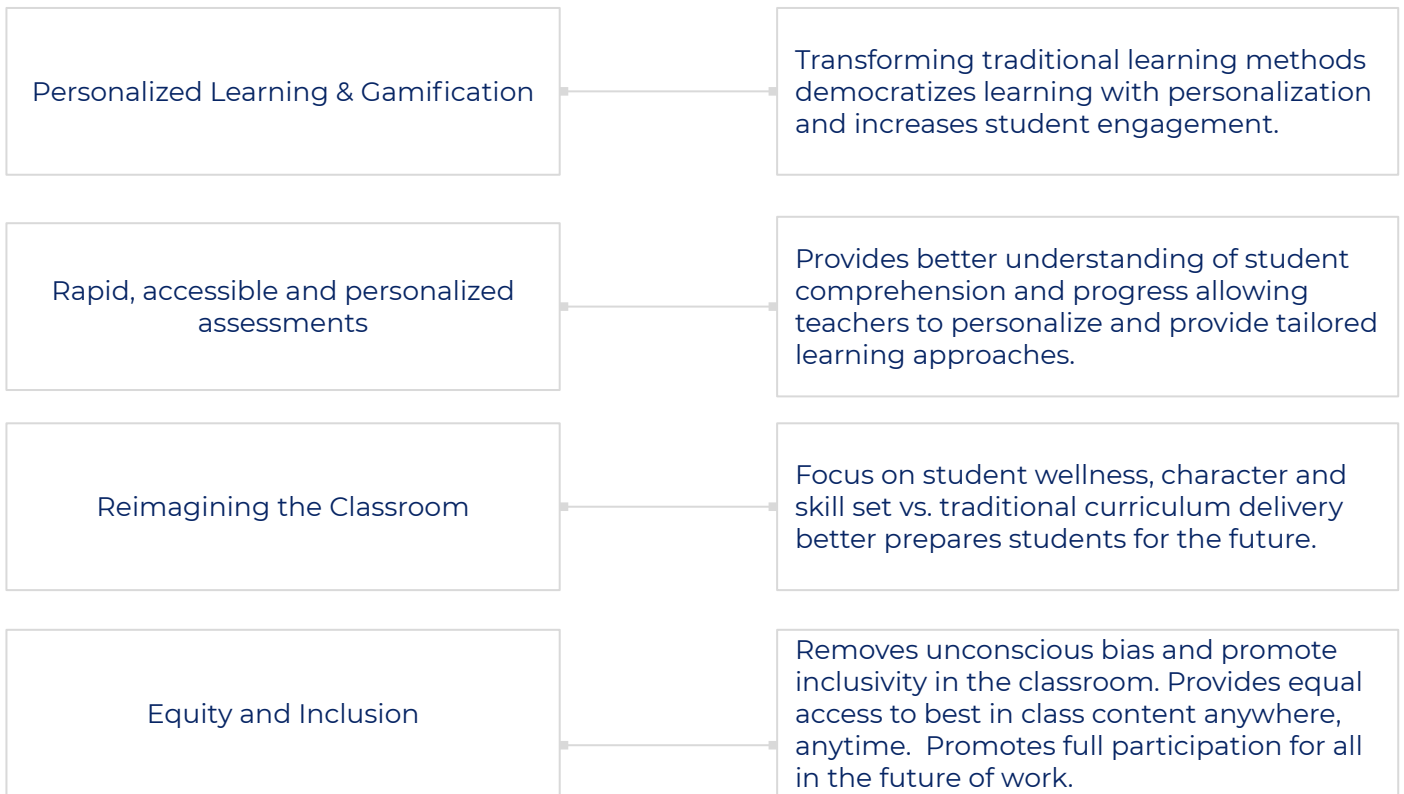 Personalized Learning & Gamification
Transforming traditional learning methods
democratizes learning with personalization
and increases student engagement.
Rapid, accessible and personalized
assessments
Provides better understanding of student
comprehension and progress allowing
teachers to personalize and provide tailored
learning approaches.
Reimagining the Classroom
Focus on student wellness, character and
skill set vs. traditional curriculum delivery
better prepares students for the future.
Equity and Inclusion
Removes unconscious bias and promote
inclusivity in the classroom. Provides equal
access to best in class content anywhere,
anytime.  Promotes full participation for all
in the future of work.